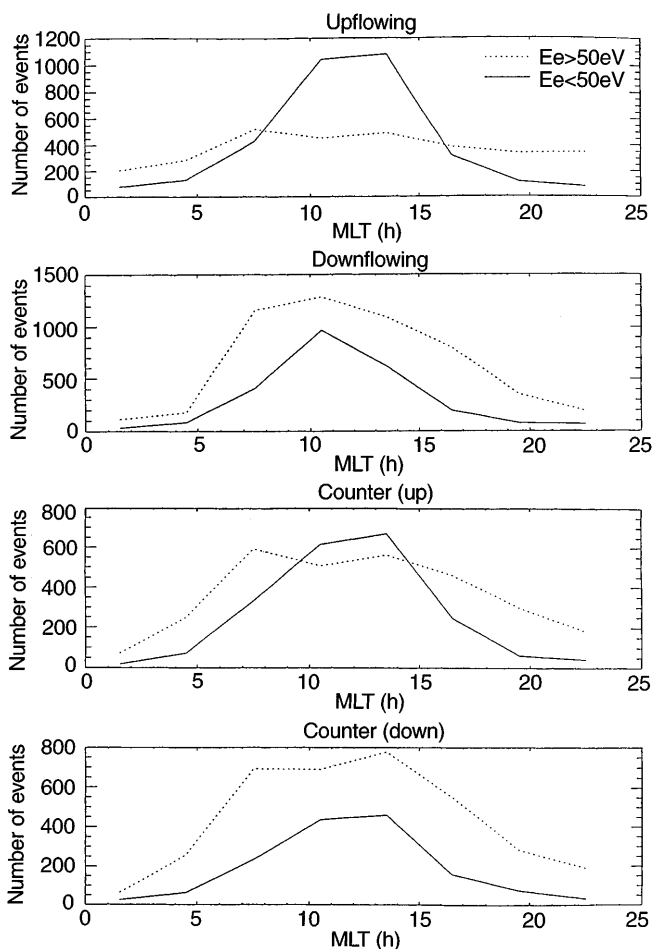 Upflowing
Number of events
1200
1000
800
600
400
200
0
Ee>50eV
Ee<50eV
0 5 10 15 20 25
MLT (h)
Downflowing
Number of events
1500
1000
500
0
0 5 10 15 20 25
MLT (h)
Counter (up)
Number of events
800
600
400
200
0
0 5 10 15 20 25
MLT (h)
Counter (down)
Number of events
800
600
400
200
0
0 5 10 15 20 25
MLT (h)